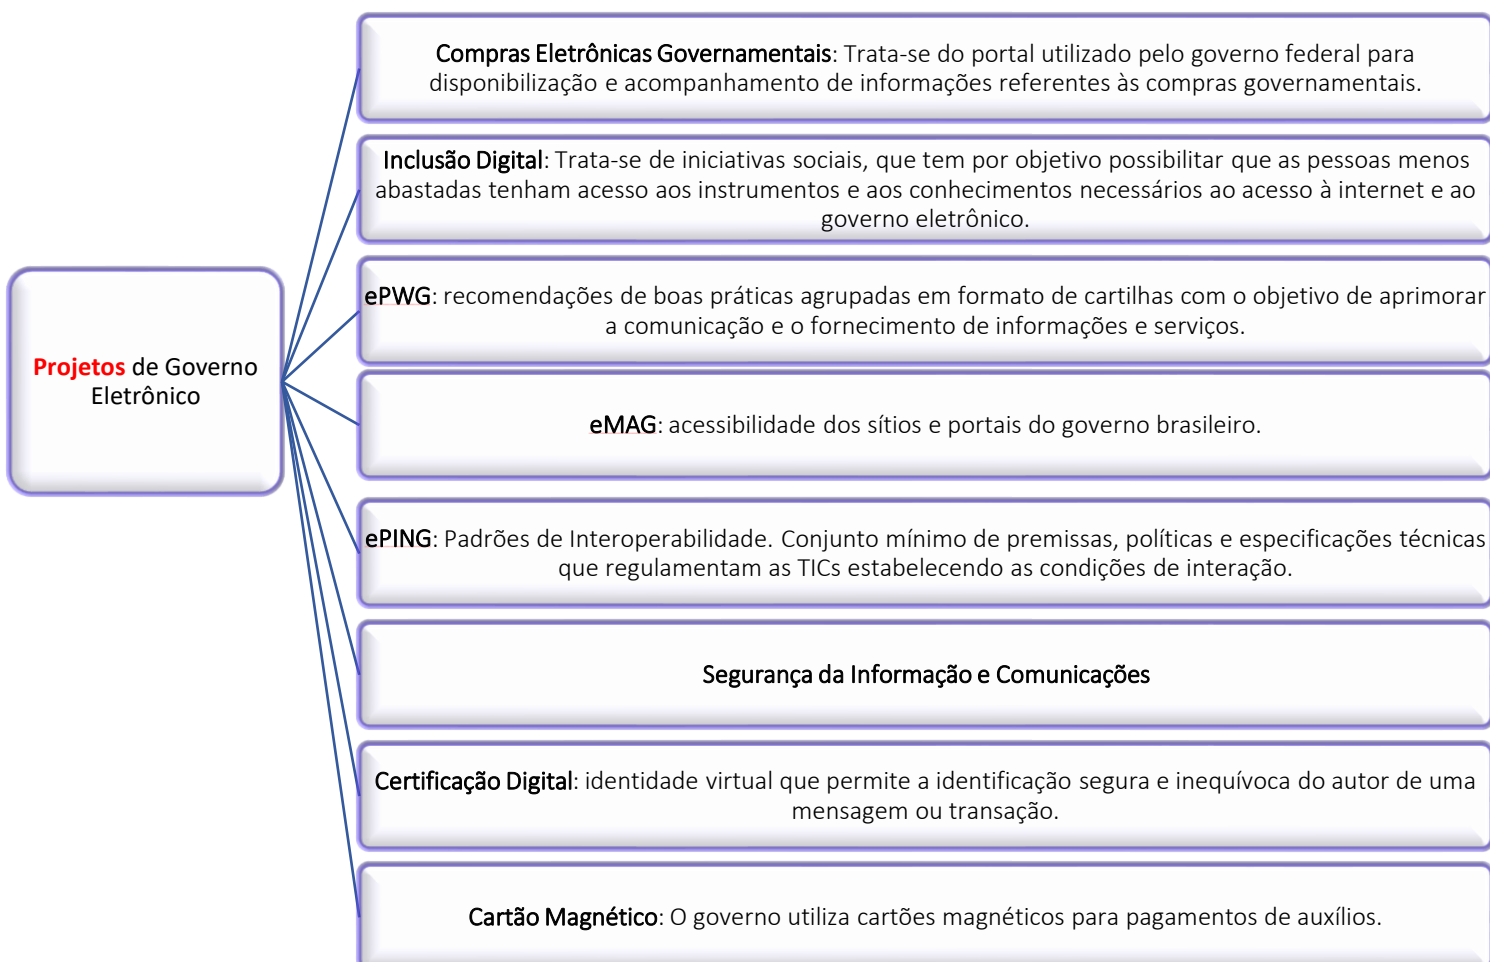 Compras Eletrônicas Governamentais: Trata-se do portal utilizado pelo governo federal para
disponibilização e acompanhamento de informações referentes às compras governamentais.
Inclusão Digital: Trata-se de iniciativas sociais, que tem por objetivo possibilitar que as pessoas menos
abastadas tenham acesso aos instrumentos e aos conhecimentos necessários ao acesso à internet e ao
governo eletrônico.
ePWG: recomendações de boas práticas agrupadas em formato de cartilhas com o objetivo de aprimorar
a comunicação e o fornecimento de informações e serviços.
Projetos de Governo
Eletrônico
eMAG: acessibilidade dos sítios e portais do governo brasileiro.
ePING: Padrões de Interoperabilidade. Conjunto mínimo de premissas, políticas e especificações técnicas
que regulamentam as TICs estabelecendo as condições de interação.
Segurança da Informação e Comunicações
Certificação Digital: identidade virtual que permite a identificação segura e inequívoca do autor de uma
mensagem ou transação.
Cartão Magnético: O governo utiliza cartões magnéticos para pagamentos de auxílios.